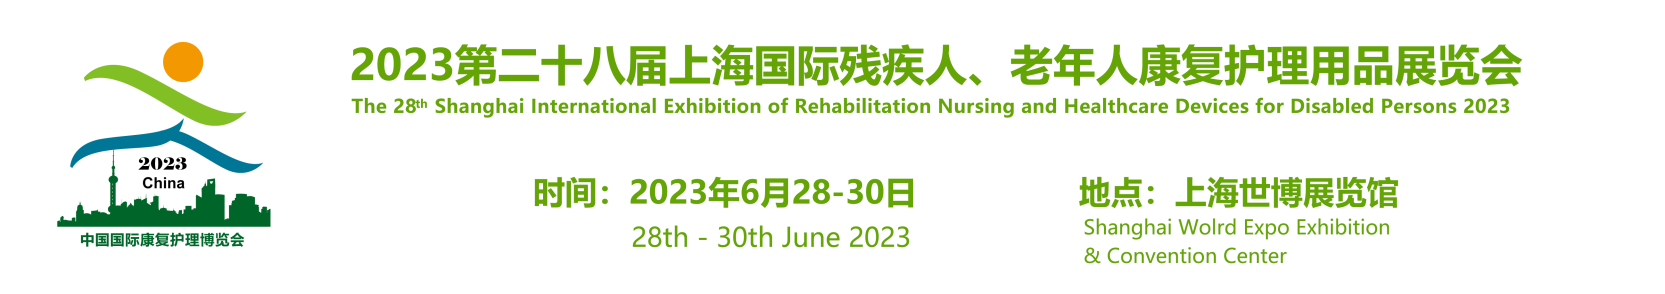 2023第二十八届上海国际残疾人、老年人康复护理用品展览会
The 28th Shanghai International Exhibition of Rehabilitation Nursing and Healthcare Devices for Disabled Persons 2023
2023
China
中国国际康复护理博览会
时间：2023年6月28-30日
28th - 30th June 2023
地点：上海世博展览馆
Shanghai Wolrd Expo Exhibition
& Convention Center